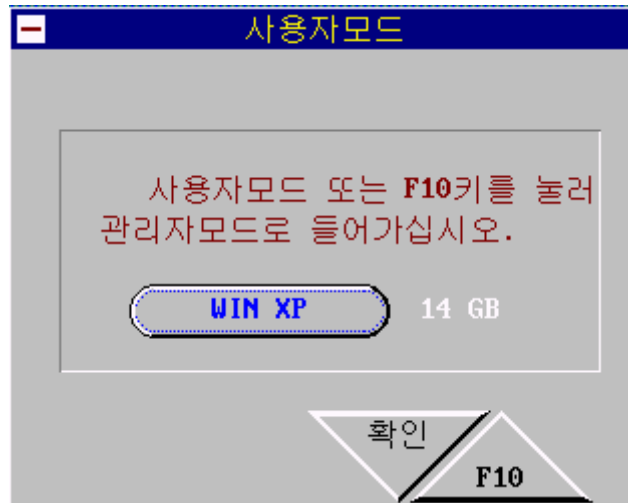 사용자모드
사용자모드 또는 F10키를 눌러
관리자모드로 들어가십시오.
WIN XP 14 GB
확인
F10